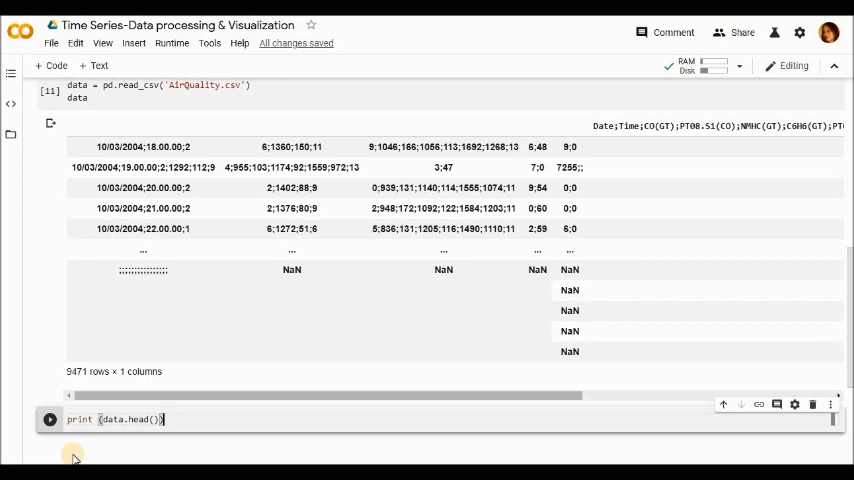 Time Series-Data processing & Visualization
File Edit View Insert Runtime Tools Help All changes saved
Comment Share
+ Code + Text
RAM
Disk
Editing
data = pd.read_csv('AirQuality.csv')
[11]
data
Date;Time;CO(GT);PT08.S1(CO);NMHC(GT);C6H6(GT);PT
10/03/2004;18.00.00;2 6;1360;150;11 9;1046;166;1056;113;1692;1268;13 6;48 9;0
10/03/2004;19.00.00;2;1292;112;9 4;955;103;1174;92;1559;972;13 3;47 7;0 7255;;
10/03/2004;20.00.00;2 2;1402;88;9 0;939;131;1140;114;1555;1074;11 9;54 0;0
10/03/2004;21.00.00;2 2;1376;80;9 2;948;172;1092;122;1584;1203;11 0;60 0;0
10/03/2004;22.00.00;1 6;1272;51;6 5;836;131;1205;116;1490;1110;11 2;59 6;0
... ... ... ... ...
;;;;;;;;;;;;;;;; NaN NaN NaN NaN
NaN
NaN
NaN
NaN
9471 rows × 1 columns
print (data.head())